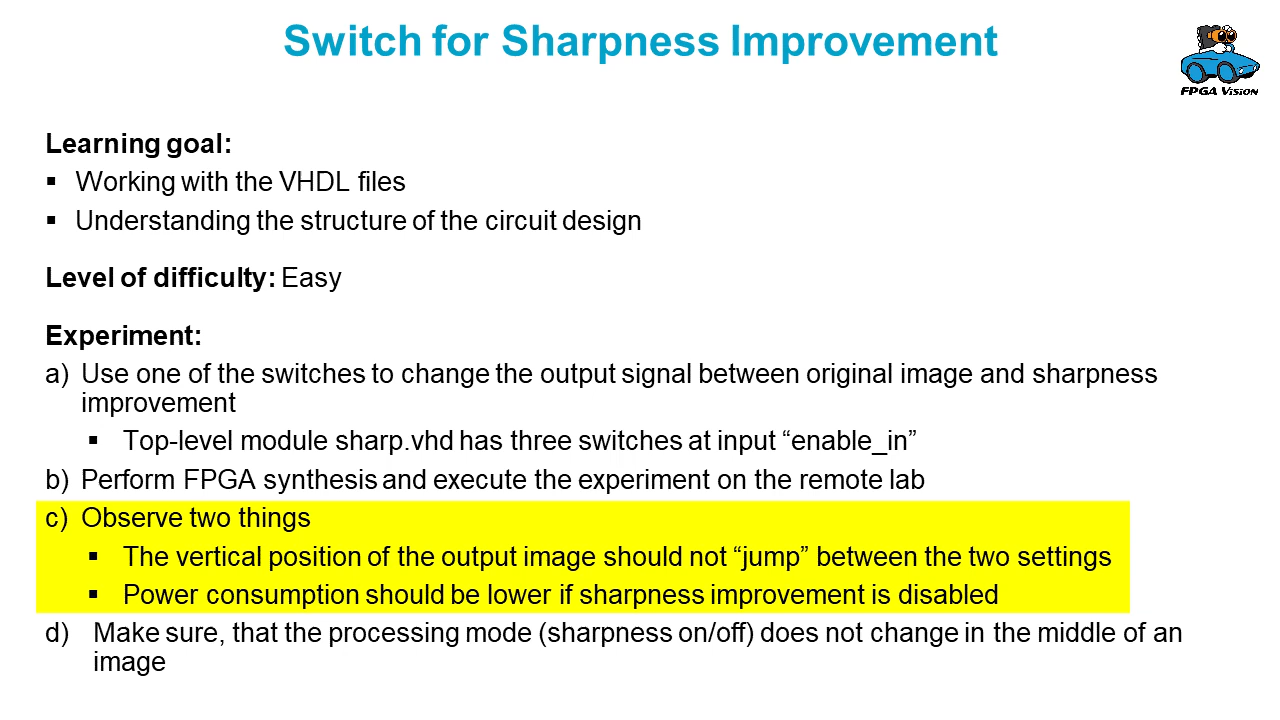 Switch for Sharpness Improvement
FPGA Vision
Learning goal:
▪ Working with the VHDL files
▪ Understanding the structure of the circuit design
Level of difficulty: Easy
Experiment:
a) Use one of the switches to change the output signal between original image and sharpness
improvement
▪ Top-level module sharp.vhd has three switches at input “enable_in”
b) Perform FPGA synthesis and execute the experiment on the remote lab
c) Observe two things
▪ The vertical position of the output image should not “jump” between the two settings
▪ Power consumption should be lower if sharpness improvement is disabled
d) Make sure, that the processing mode (sharpness on/off) does not change in the middle of an
image